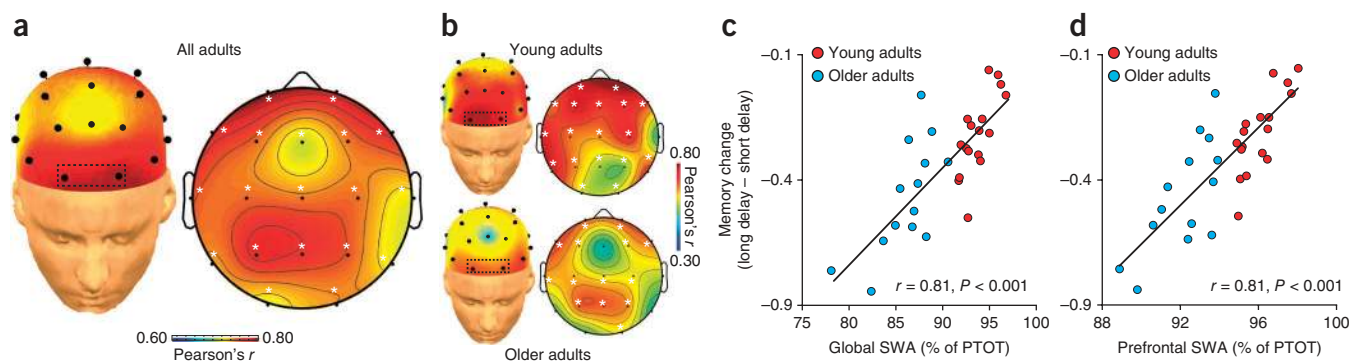 a
All adults
0.60
0.80
Pearson's r
b
Young adults
Older adults
0.80
Pearson's r
0.30
c
Young adults
Older adults
Memory change
(long delay – short delay)
–0.1
–0.4
–0.9
r = 0.81, P < 0.001
75 80 85 90 95 100
Global SWA (% of PTOT)
d
Young adults
Older adults
–0.1
–0.4
–0.9
r = 0.81, P < 0.001
88 92 96 100
Prefrontal SWA (% of PTOT)